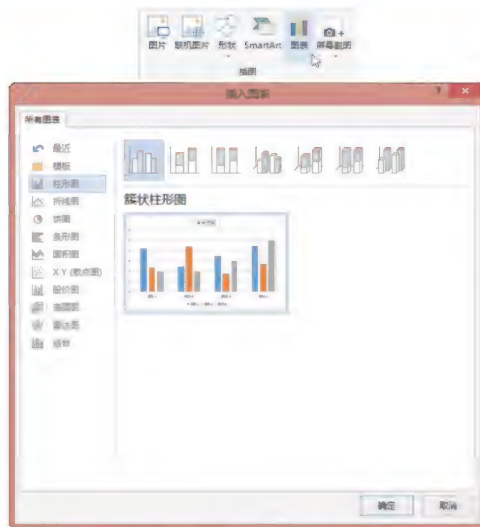 图片 联机图片 形状 SmartArt 图表 屏幕截图
插图
插入图表
所有图表
最近
模板
柱形图
折线图
饼图
条形图
面积图
X Y (散点图)
股价图
曲面图
雷达图
组合
簇状柱形图
确定 取消